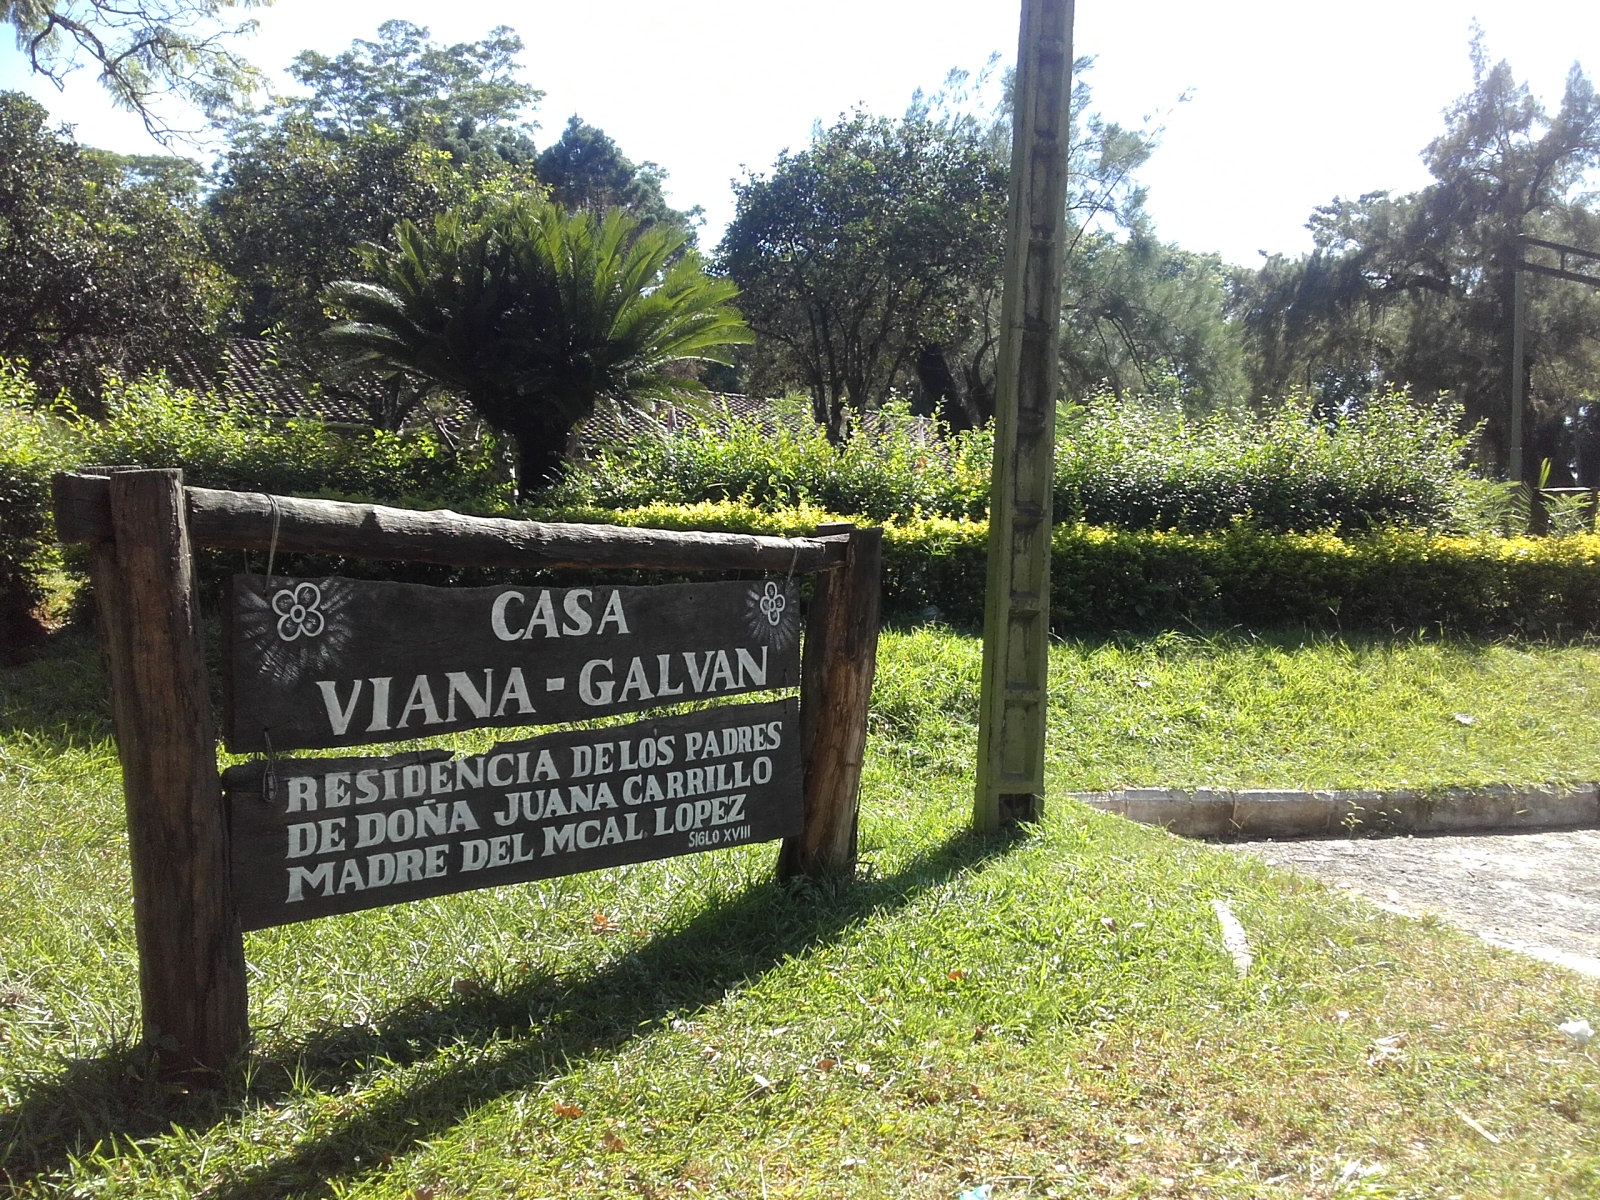 CASA
VIANA - GALVAN
RESIDENCIA DE LOS PADRES
DE DOÑA JUANA CARRILLO
MADRE DEL MCAL. LOPEZ
SIGLO XVIII